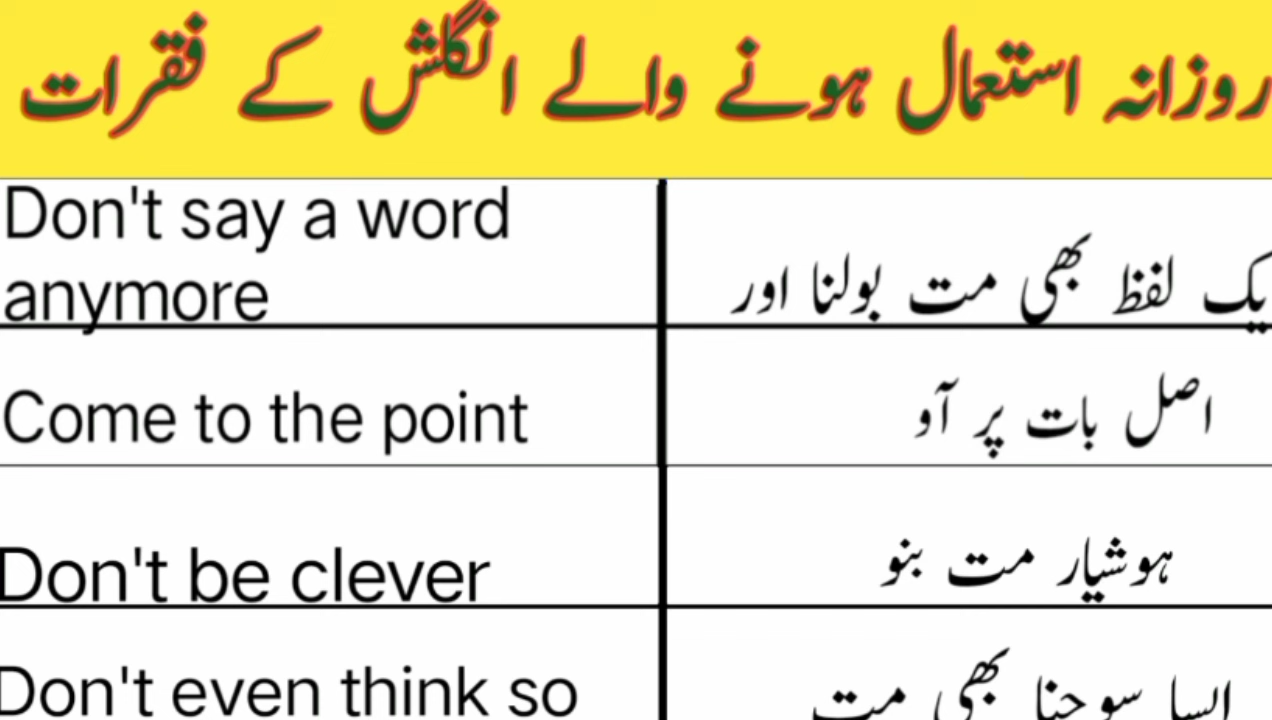 روزانہ استعمال ہونے والے انگلش کے فقرات
Don't say a word
anymore
یک لفظ بھی مت بولنا اور
Come to the point
اصل بات پر آو
Don't be clever
ہوشیار مت بنو
Don't even think so
ایسا سوچنا بھی مت